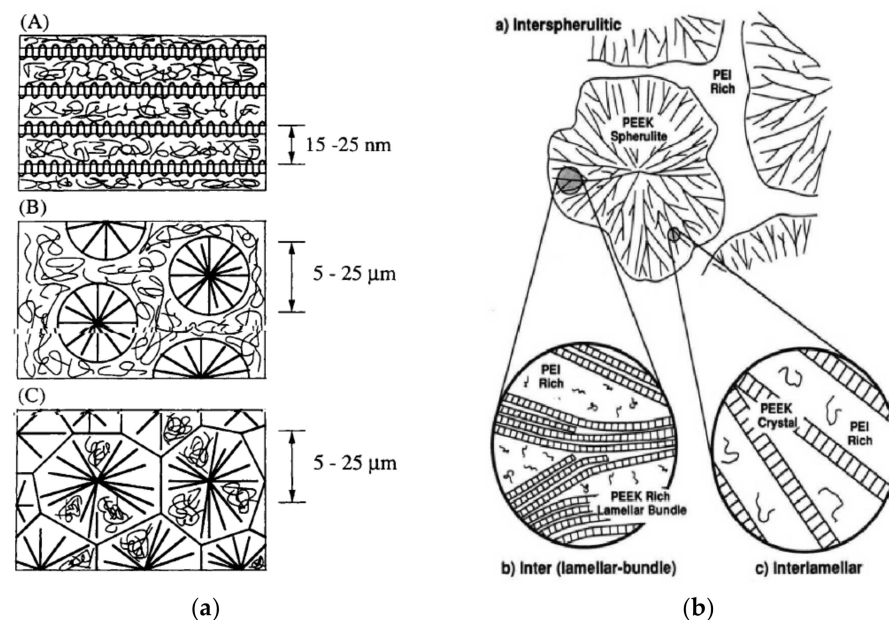 (A)
15 -25 nm
(B)
5 - 25 μm
(C)
5 - 25 μm
(a)
a) Interspherulitic
PEI
Rich
PEEK
Spherulite
PEI
Rich
PEEK Rich
Lamellar Bundle
b) Inter (lamellar-bundle)
PEEK
Crystal
PEI
Rich
c) Interlamellar
(b)